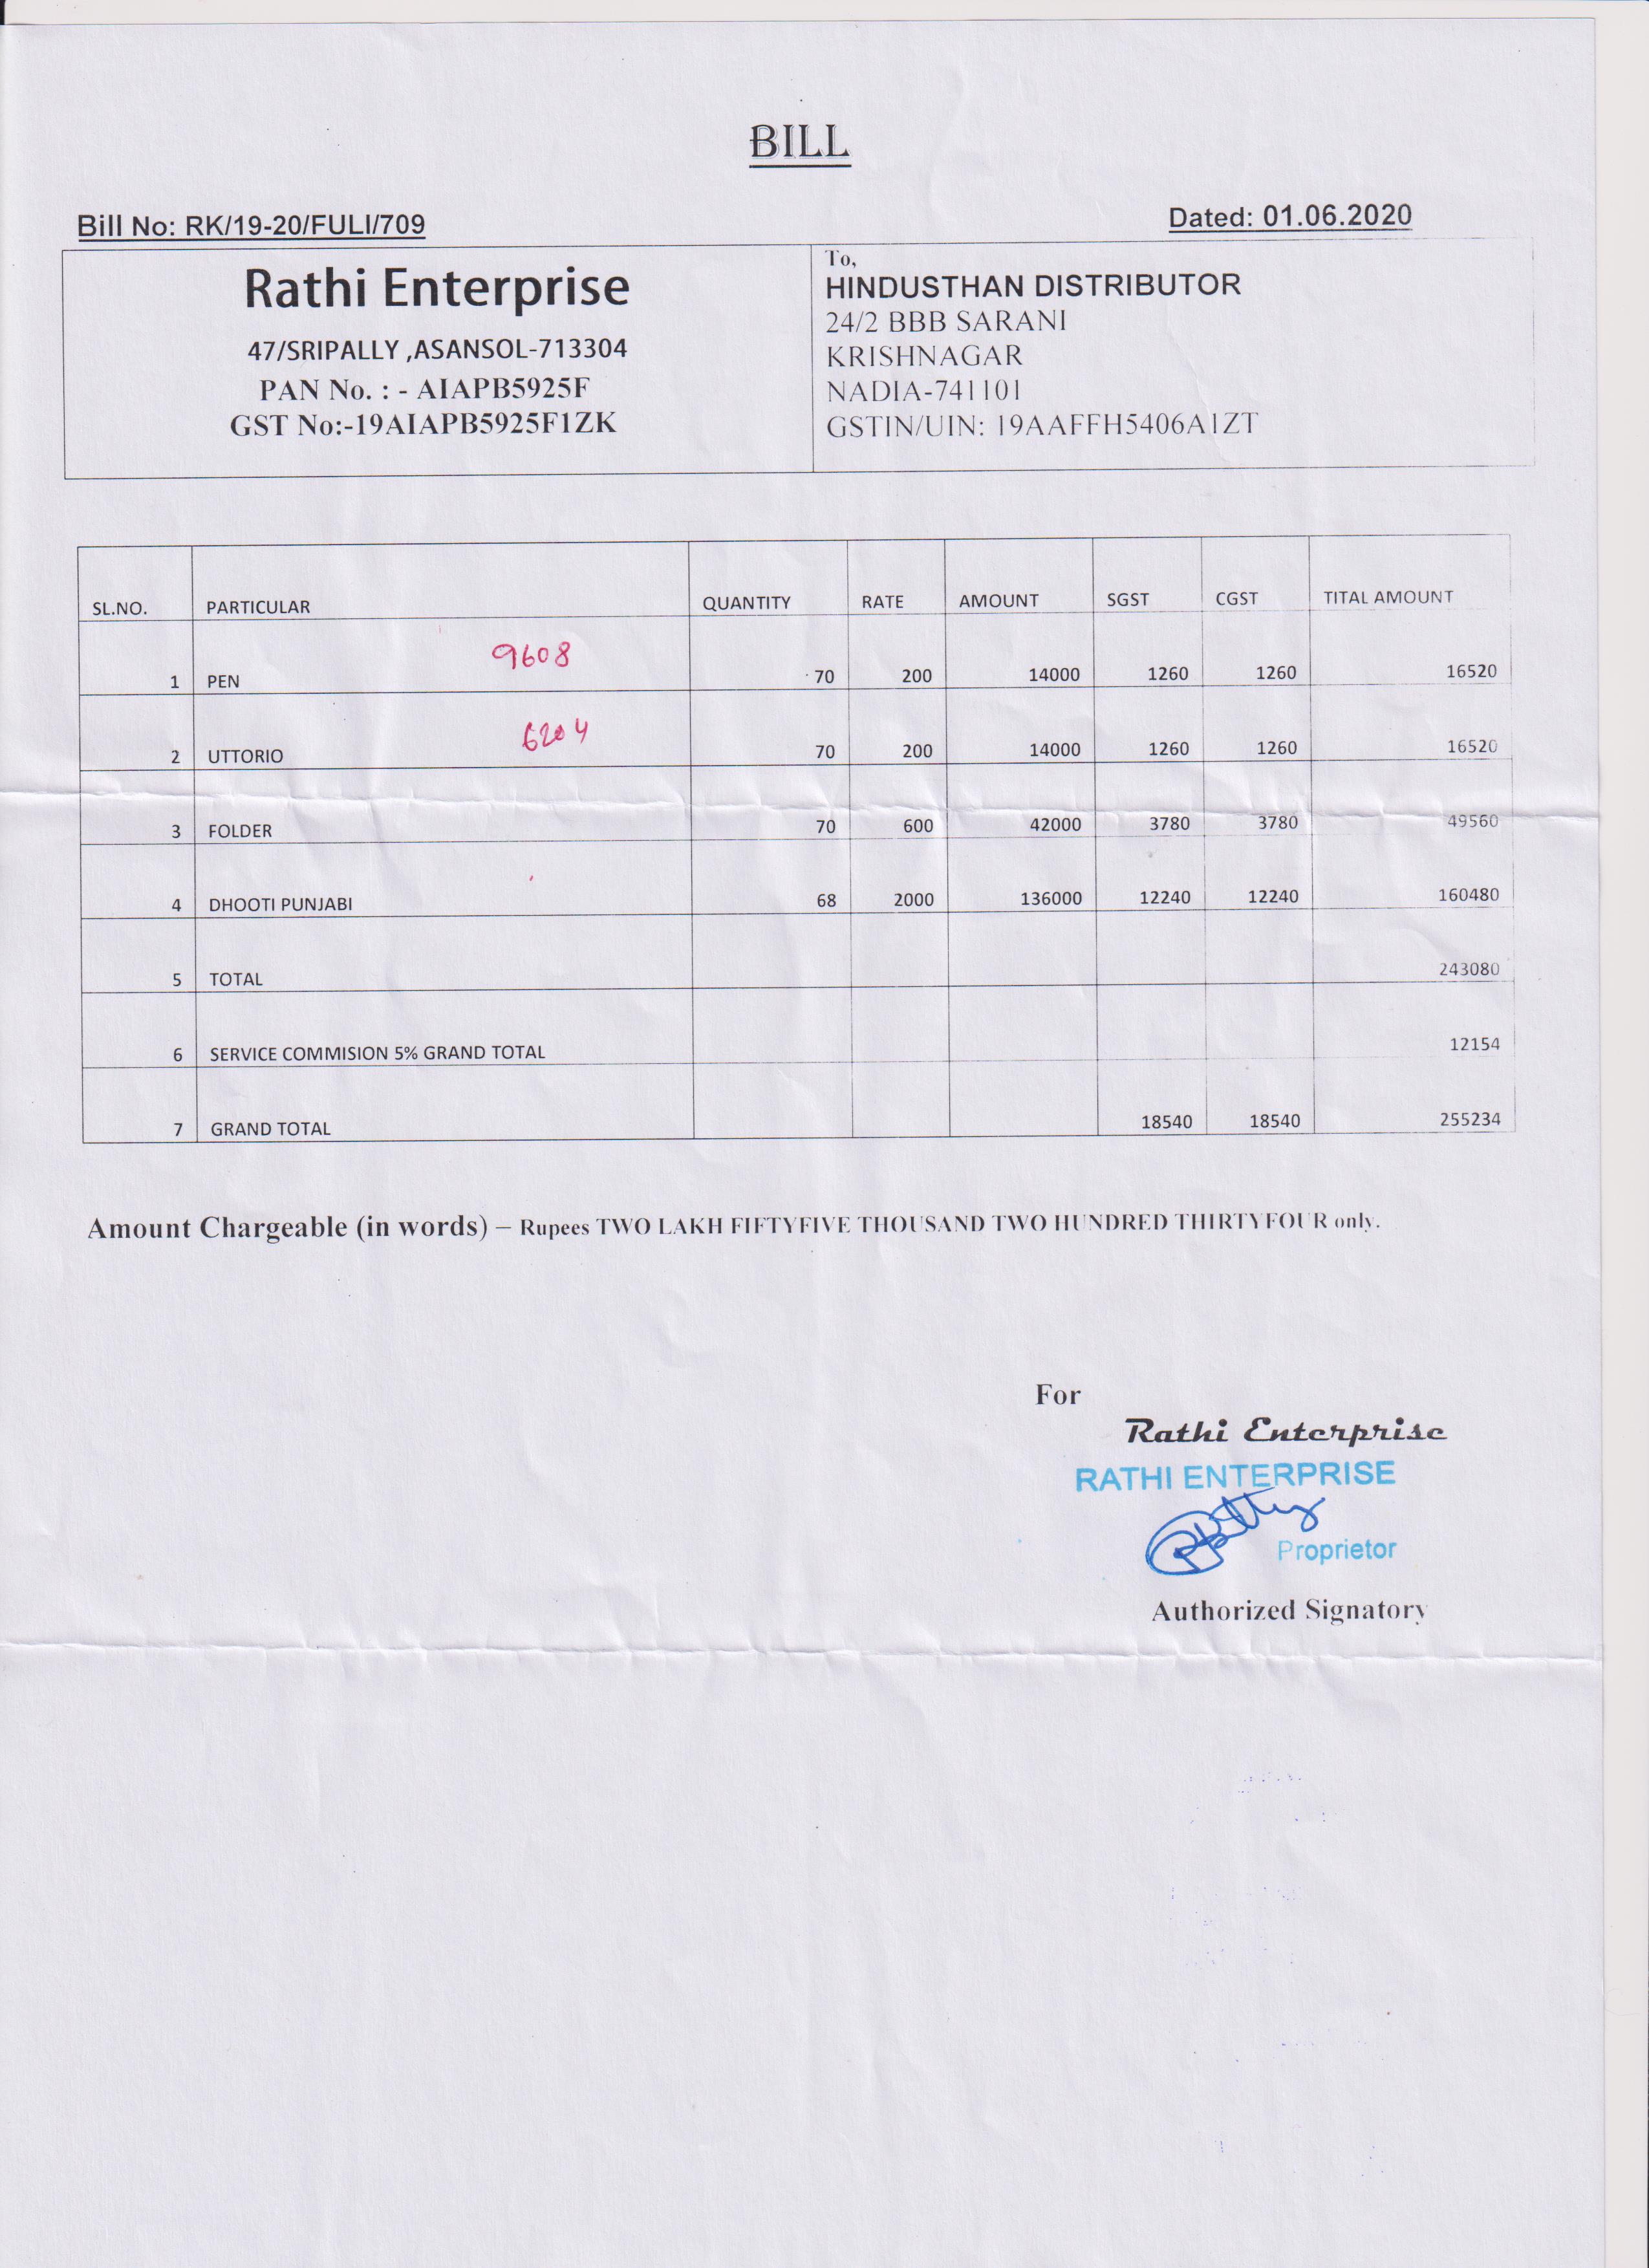 BILL
Bill No: RK/19-20/FULI/709
Dated: 01.06.2020
Rathi Enterprise
47/SRIPALLY ,ASANSOL-713304
PAN No. : - AIAPB5925F
GST No:-19AIAPB5925F1ZK
To,
HINDUSTHAN DISTRIBUTOR
24/2 BBB SARANI
KRISHNAGAR
NADIA-741101
GSTIN/UIN: 19AAFFH5406A1ZT
SL.NO. PARTICULAR QUANTITY RATE AMOUNT SGST CGST TITAL AMOUNT
1 PEN 9608 70 200 14000 1260 1260 16520
2 UTTORIO 6204 70 200 14000 1260 1260 16520
3 FOLDER 70 600 42000 3780 3780 49560
4 DHOOTI PUNJABI 68 2000 136000 12240 12240 160480
5 TOTAL 243080
6 SERVICE COMMISION 5% GRAND TOTAL 12154
7 GRAND TOTAL 18540 18540 255234
Amount Chargeable (in words) – Rupees TWO LAKH FIFTYFIVE THOUSAND TWO HUNDRED THIRTYFOUR only.
For
Rathi Enterprise
RATHI ENTERPRISE
Proprietor
Authorized Signatory